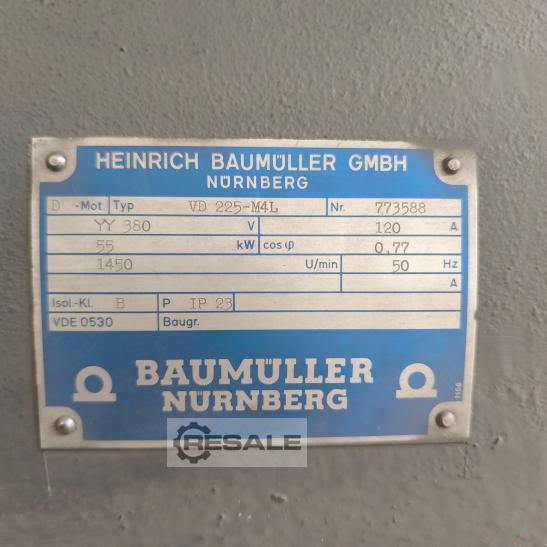 HEINRICH BAUMÜLLER GMBH
NÜRNBERG
D -Mot. Typ VD 225-M4L Nr. 773588
YY 380 V 120 A
55 kW cos φ 0,77
1450 U/min 50 Hz
A
Isol.-Kl. B P IP 23
VDE 0530 Baugr.
BAUMÜLLER
NÜRNBERG
RESALE